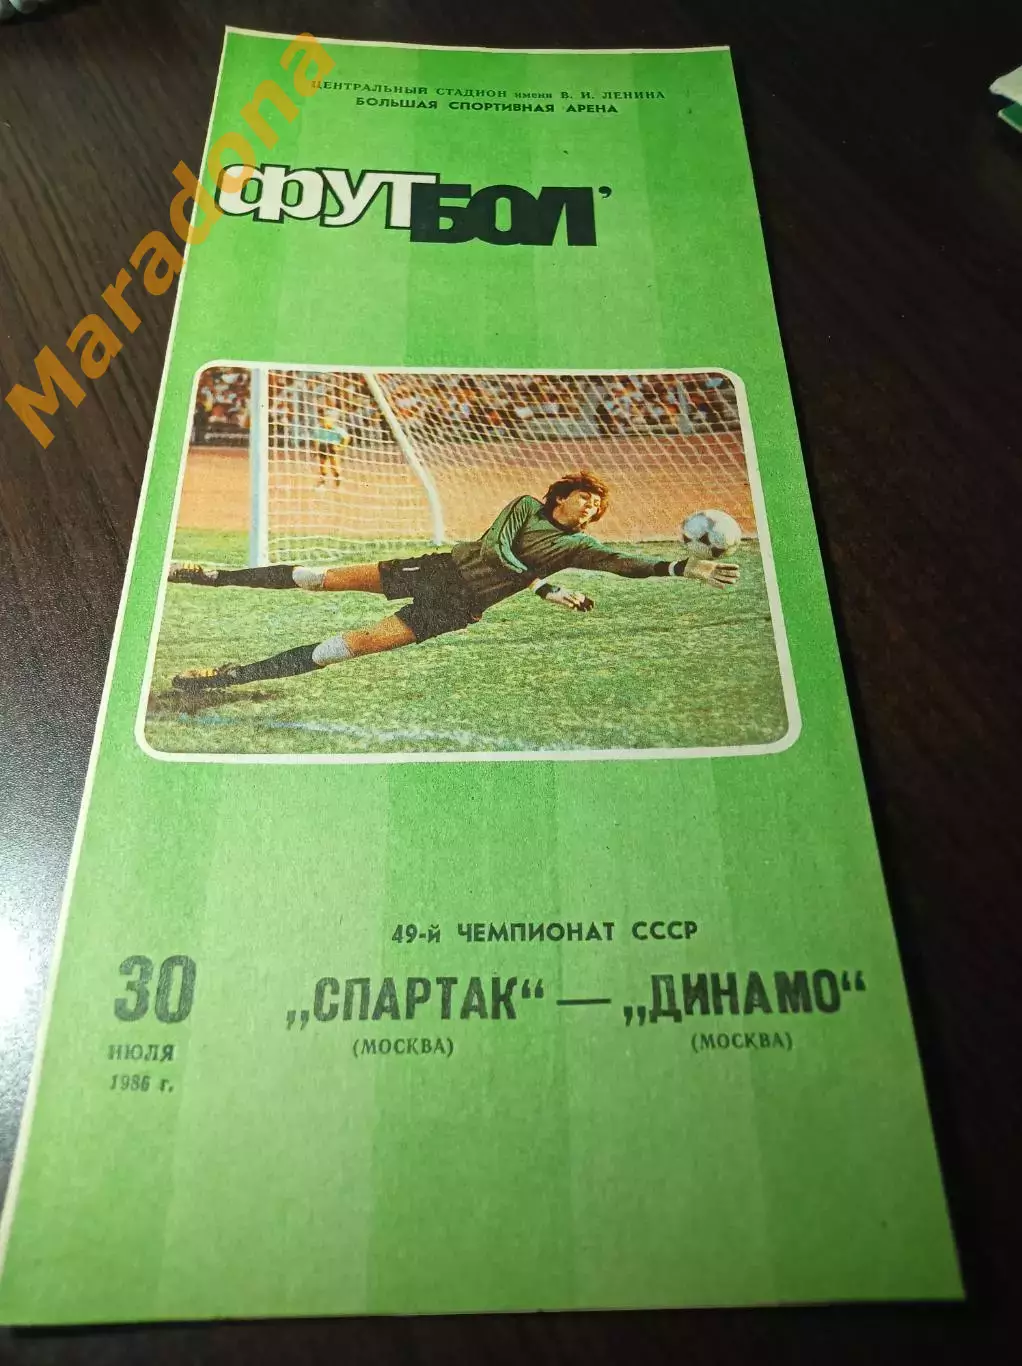 Maradona
ЦЕНТРАЛЬНЫЙ СТАДИОН имени В. И. ЛЕНИНА
БОЛЬШАЯ СПОРТИВНАЯ АРЕНА
ФУТБОЛ'
49-й ЧЕМПИОНАТ СССР
30
ИЮЛЯ
1986 г.
„СПАРТАК“ — „ДИНАМО“
(МОСКВА) (МОСКВА)